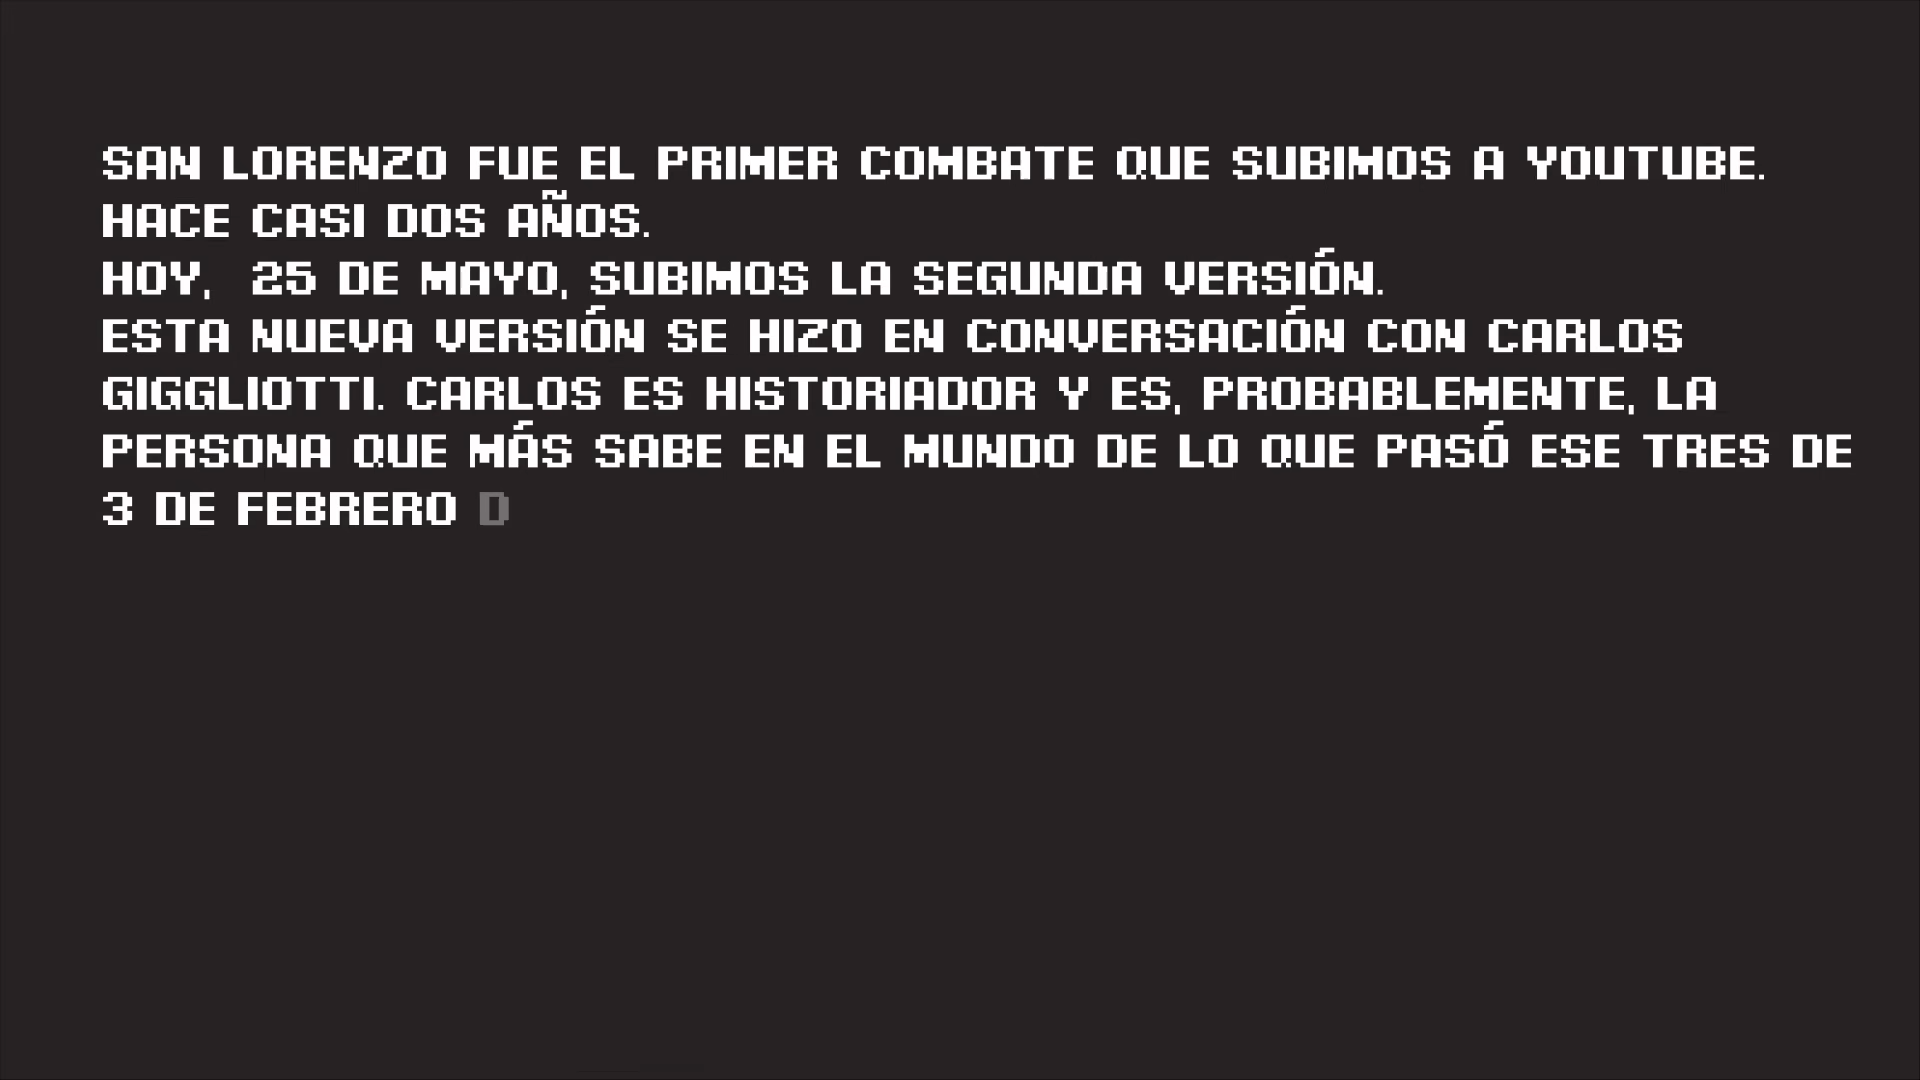 SAN LORENZO FUE EL PRIMER COMBATE QUE SUBIMOS A YOUTUBE.
HACE CASI DOS AÑOS.
HOY,  25 DE MAYO, SUBIMOS LA SEGUNDA VERSIÓN.
ESTA NUEVA VERSIÓN SE HIZO EN CONVERSACIÓN CON CARLOS
GIGGLIOTTI. CARLOS ES HISTORIADOR Y ES, PROBABLEMENTE, LA
PERSONA QUE MÁS SABE EN EL MUNDO DE LO QUE PASÓ ESE TRES DE
3 DE FEBRERO D